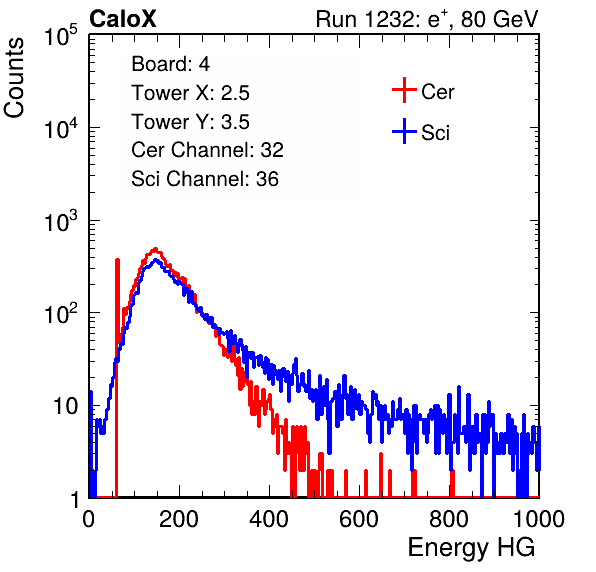 CaloX Run 1232: e⁺, 80 GeV
Counts
10⁵
10⁴
10³
10²
10
1
Board: 4
Tower X: 2.5
Tower Y: 3.5
Cer Channel: 32
Sci Channel: 36
Cer
Sci
0 200 400 600 800 1000
Energy HG